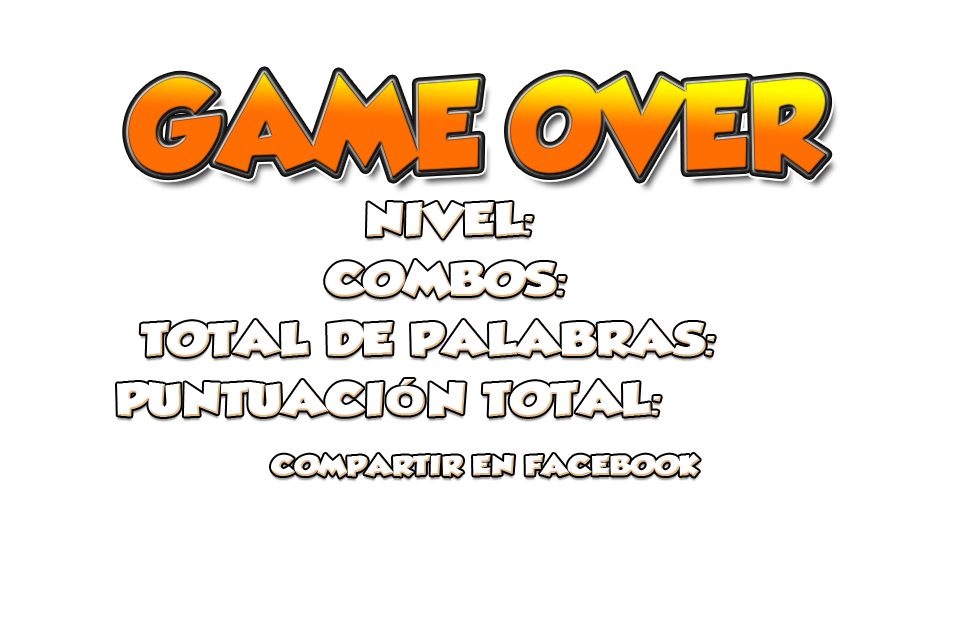 GAME OVER
NIVEL:
COMBOS:
TOTAL DE PALABRAS:
PUNTUACIÓN TOTAL:
COMPARTIR EN FACEBOOK